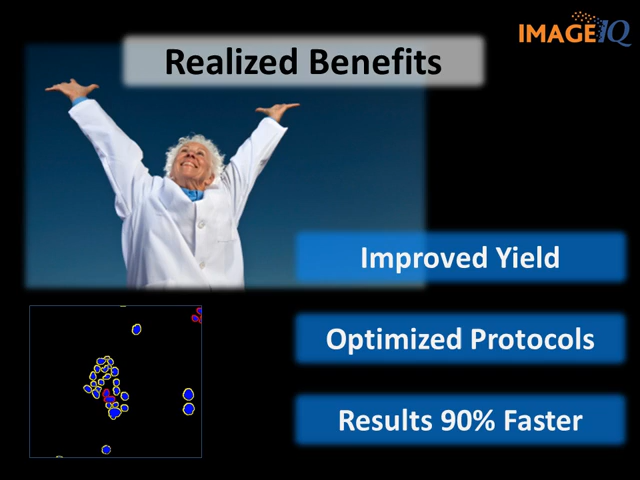 IMAGEIQ
Realized Benefits
Improved Yield
Optimized Protocols
Results 90% Faster